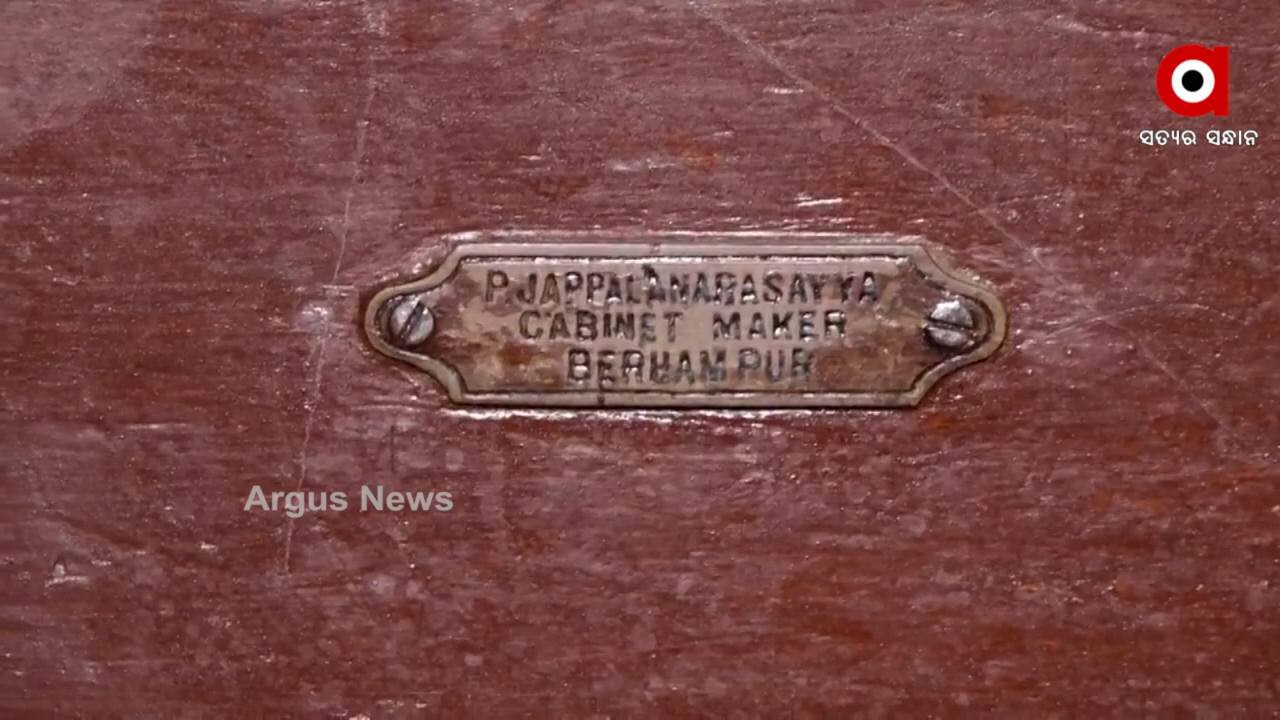 ସତ୍ୟର ସନ୍ଧାନ
P. JAPPALANARASAYYA
CABINET MAKER
BERHAMPUR
Argus News